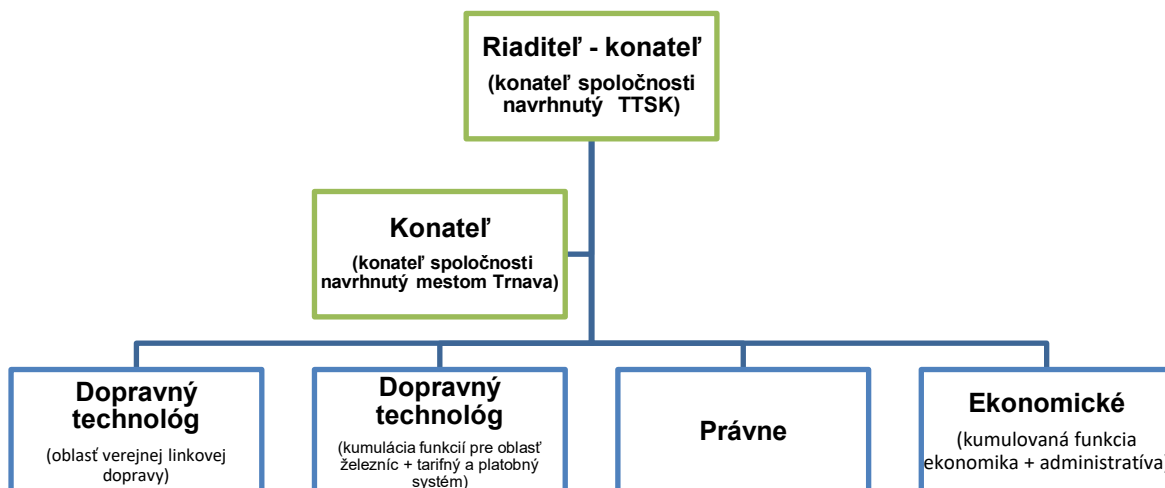 Riaditeľ - konateľ
(konateľ spoločnosti
navrhnutý TTSK)
Konateľ
(konateľ spoločnosti
navrhnutý mestom Trnava)
Dopravný
technológ
(oblasť verejnej linkovej
dopravy)
Dopravný
technológ
(kumulácia funkcií pre oblasť
železníc + tarifný a platobný
systém)
Právne
Ekonomické
(kumulovaná funkcia
ekonomika + administratíva)